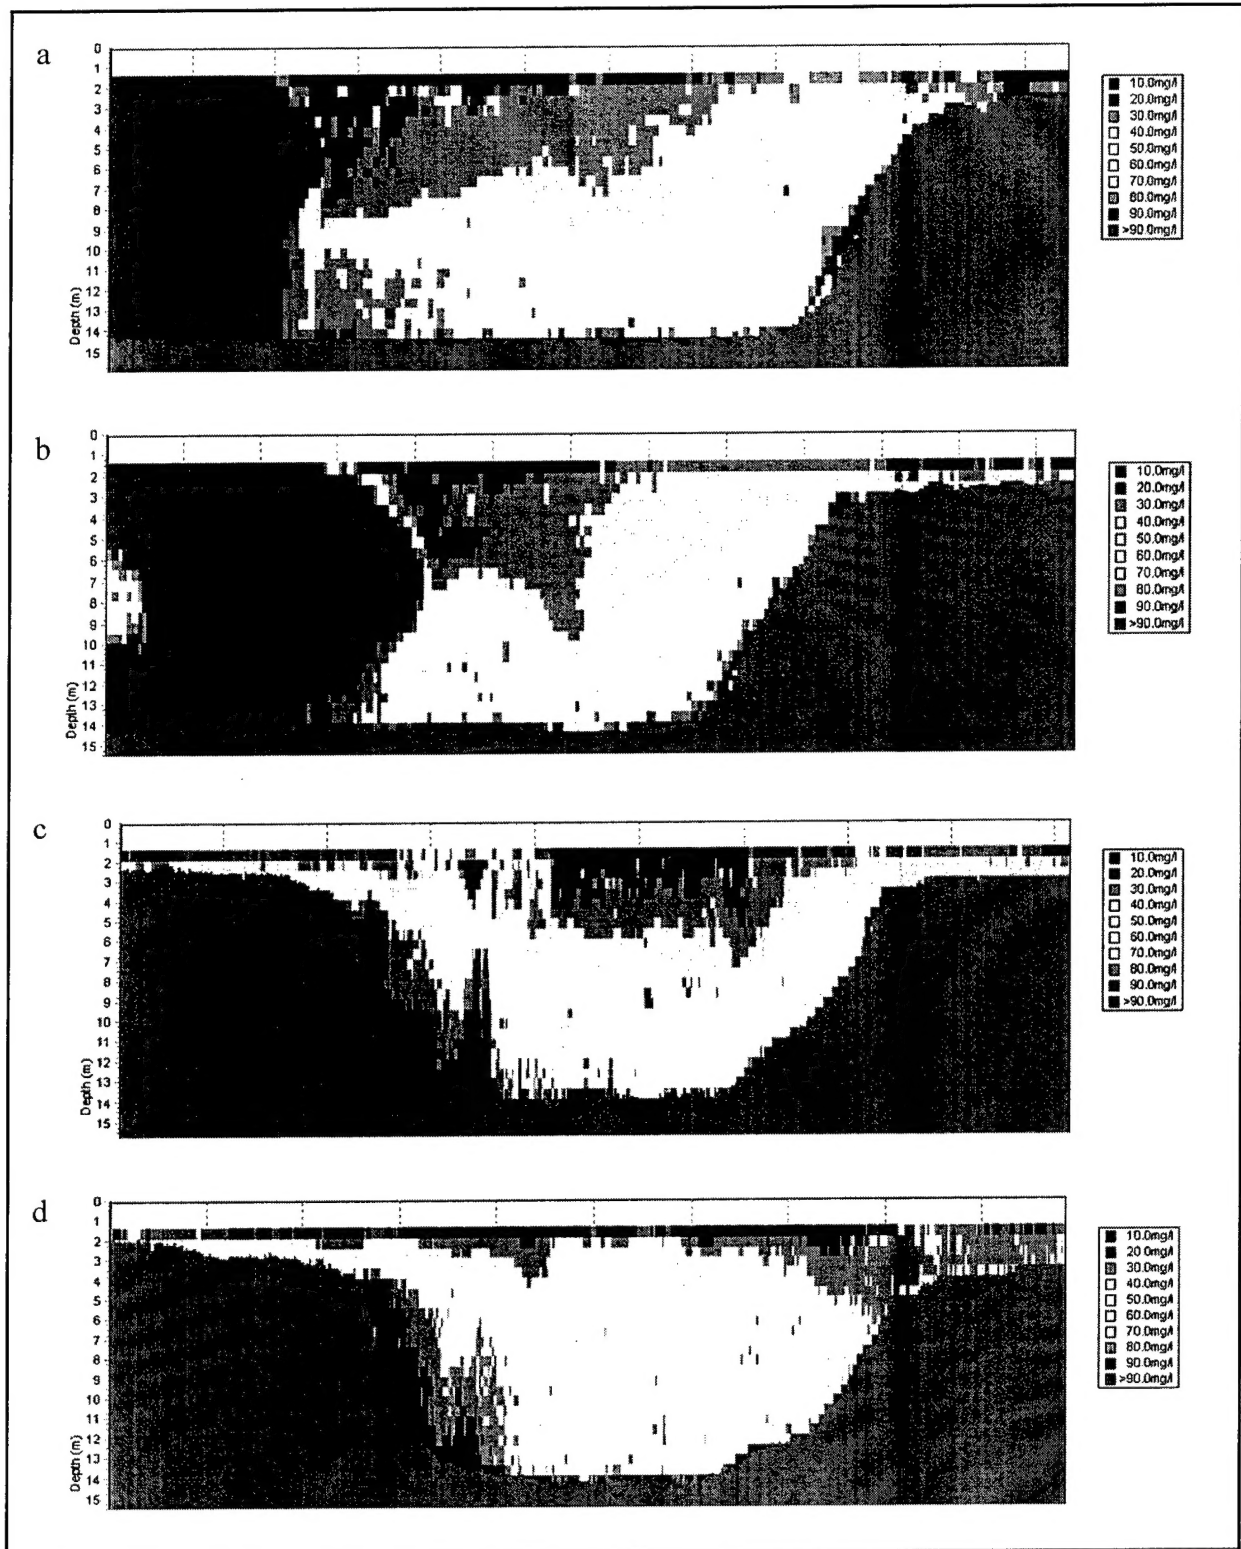 a
0
1
2
3
4
5
6
7
8
9
10
11
12
13
14
15
Depth (m)
10.0mg/l
20.0mg/l
30.0mg/l
40.0mg/l
50.0mg/l
60.0mg/l
70.0mg/l
80.0mg/l
90.0mg/l
>90.0mg/l
b
0
1
2
3
4
5
6
7
8
9
10
11
12
13
14
15
Depth (m)
10.0mg/l
20.0mg/l
30.0mg/l
40.0mg/l
50.0mg/l
60.0mg/l
70.0mg/l
80.0mg/l
90.0mg/l
>90.0mg/l
c
0
1
2
3
4
5
6
7
8
9
10
11
12
13
14
15
Depth (m)
10.0mg/l
20.0mg/l
30.0mg/l
40.0mg/l
50.0mg/l
60.0mg/l
70.0mg/l
80.0mg/l
90.0mg/l
>90.0mg/l
d
0
1
2
3
4
5
6
7
8
9
10
11
12
13
14
15
Depth (m)
10.0mg/l
20.0mg/l
30.0mg/l
40.0mg/l
50.0mg/l
60.0mg/l
70.0mg/l
80.0mg/l
90.0mg/l
>90.0mg/l